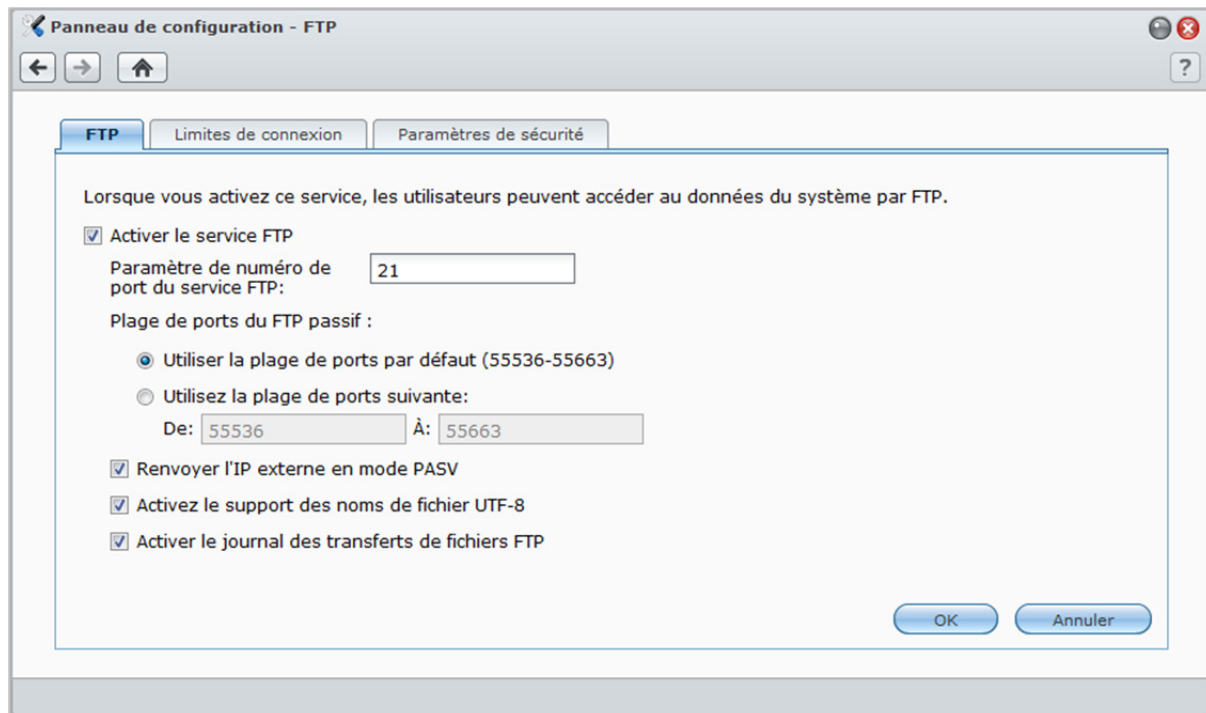 Panneau de configuration - FTP
?
FTP
Limites de connexion
Paramètres de sécurité
Lorsque vous activez ce service, les utilisateurs peuvent accéder au données du système par FTP.
Activer le service FTP
Paramètre de numéro de
port du service FTP:
21
Plage de ports du FTP passif :
Utiliser la plage de ports par défaut (55536-55663)
Utilisez la plage de ports suivante:
De: 55536 À: 55663
Renvoyer l'IP externe en mode PASV
Activez le support des noms de fichier UTF-8
Activer le journal des transferts de fichiers FTP
OK
Annuler